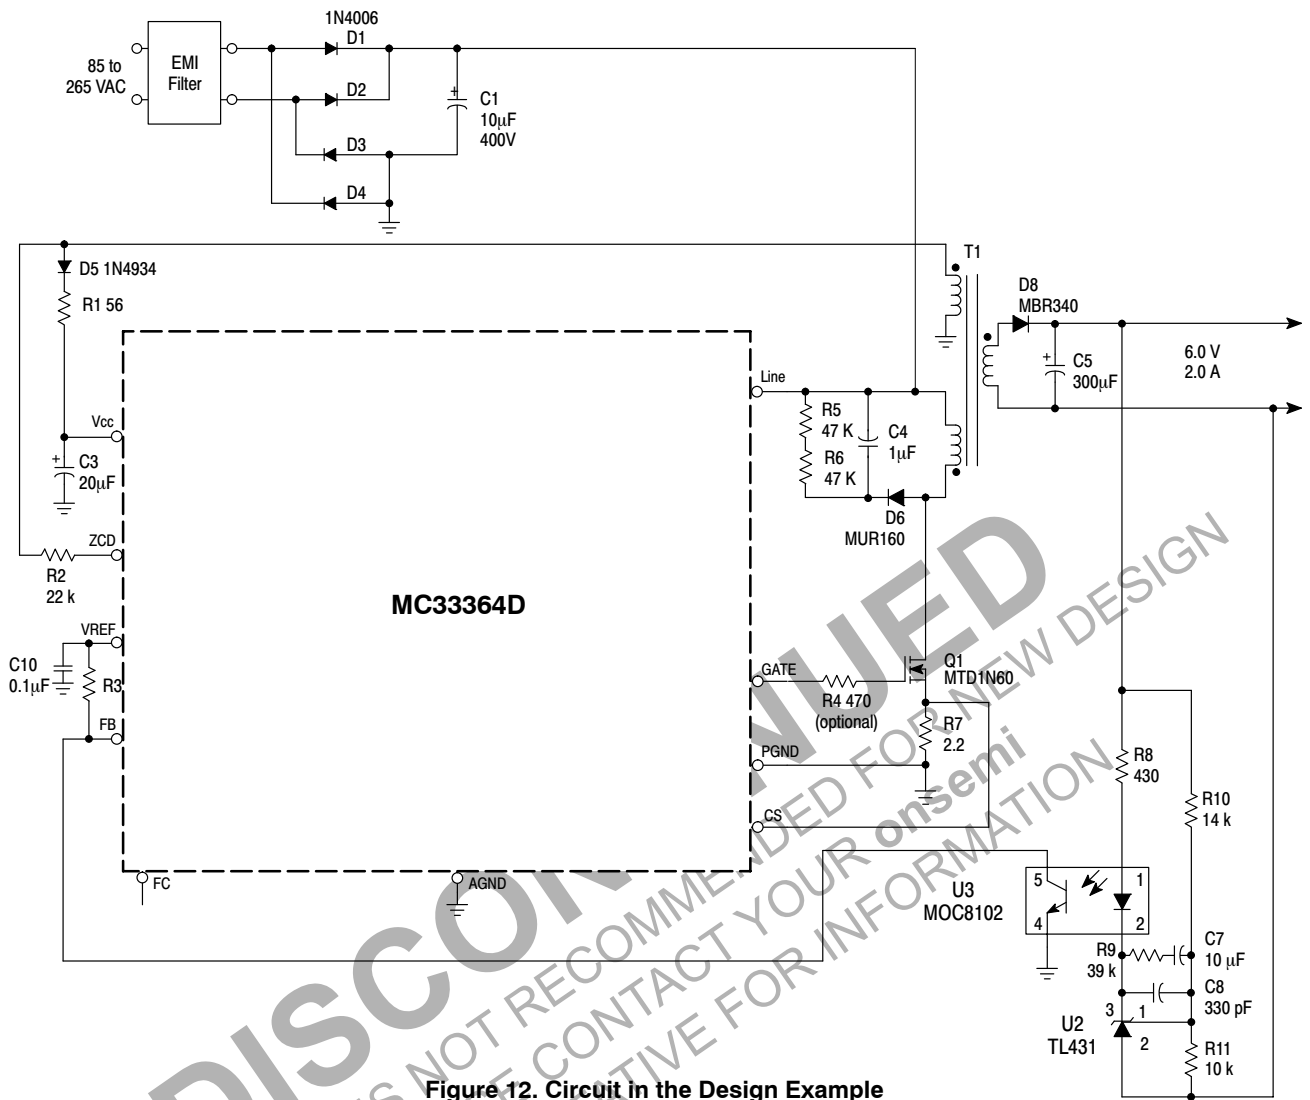 1N4006
D1
EMI
Filter
85 to
265 VAC
D2
+
C1
10μF
400V
D3
D4
D5 1N4934
R1 56
T1
D8
MBR340
+
C5
300μF
6.0 V
2.0 A
Line
R5
47 K
C4
1μF
R6
47 K
D6
MUR160
Vcc
+
C3
20μF
ZCD
R2
22 k
MC33364D
VREF
C10
0.1μF
R3
FB
GATE
R4 470
(optional)
Q1
MTD1N60
R7
2.2
PGND
CS
R8
430
R10
14 k
FC
AGND
U3
MOC8102
5
4
1
2
R9
39 k
C7
10 μF
C8
330 pF
3
1
2
U2
TL431
R11
10 k
DISCONTINUED
NOT RECOMMENDED FOR NEW DESIGN
CONTACT YOUR onsemi
FOR INFORMATION
Figure 12. Circuit in the Design Example